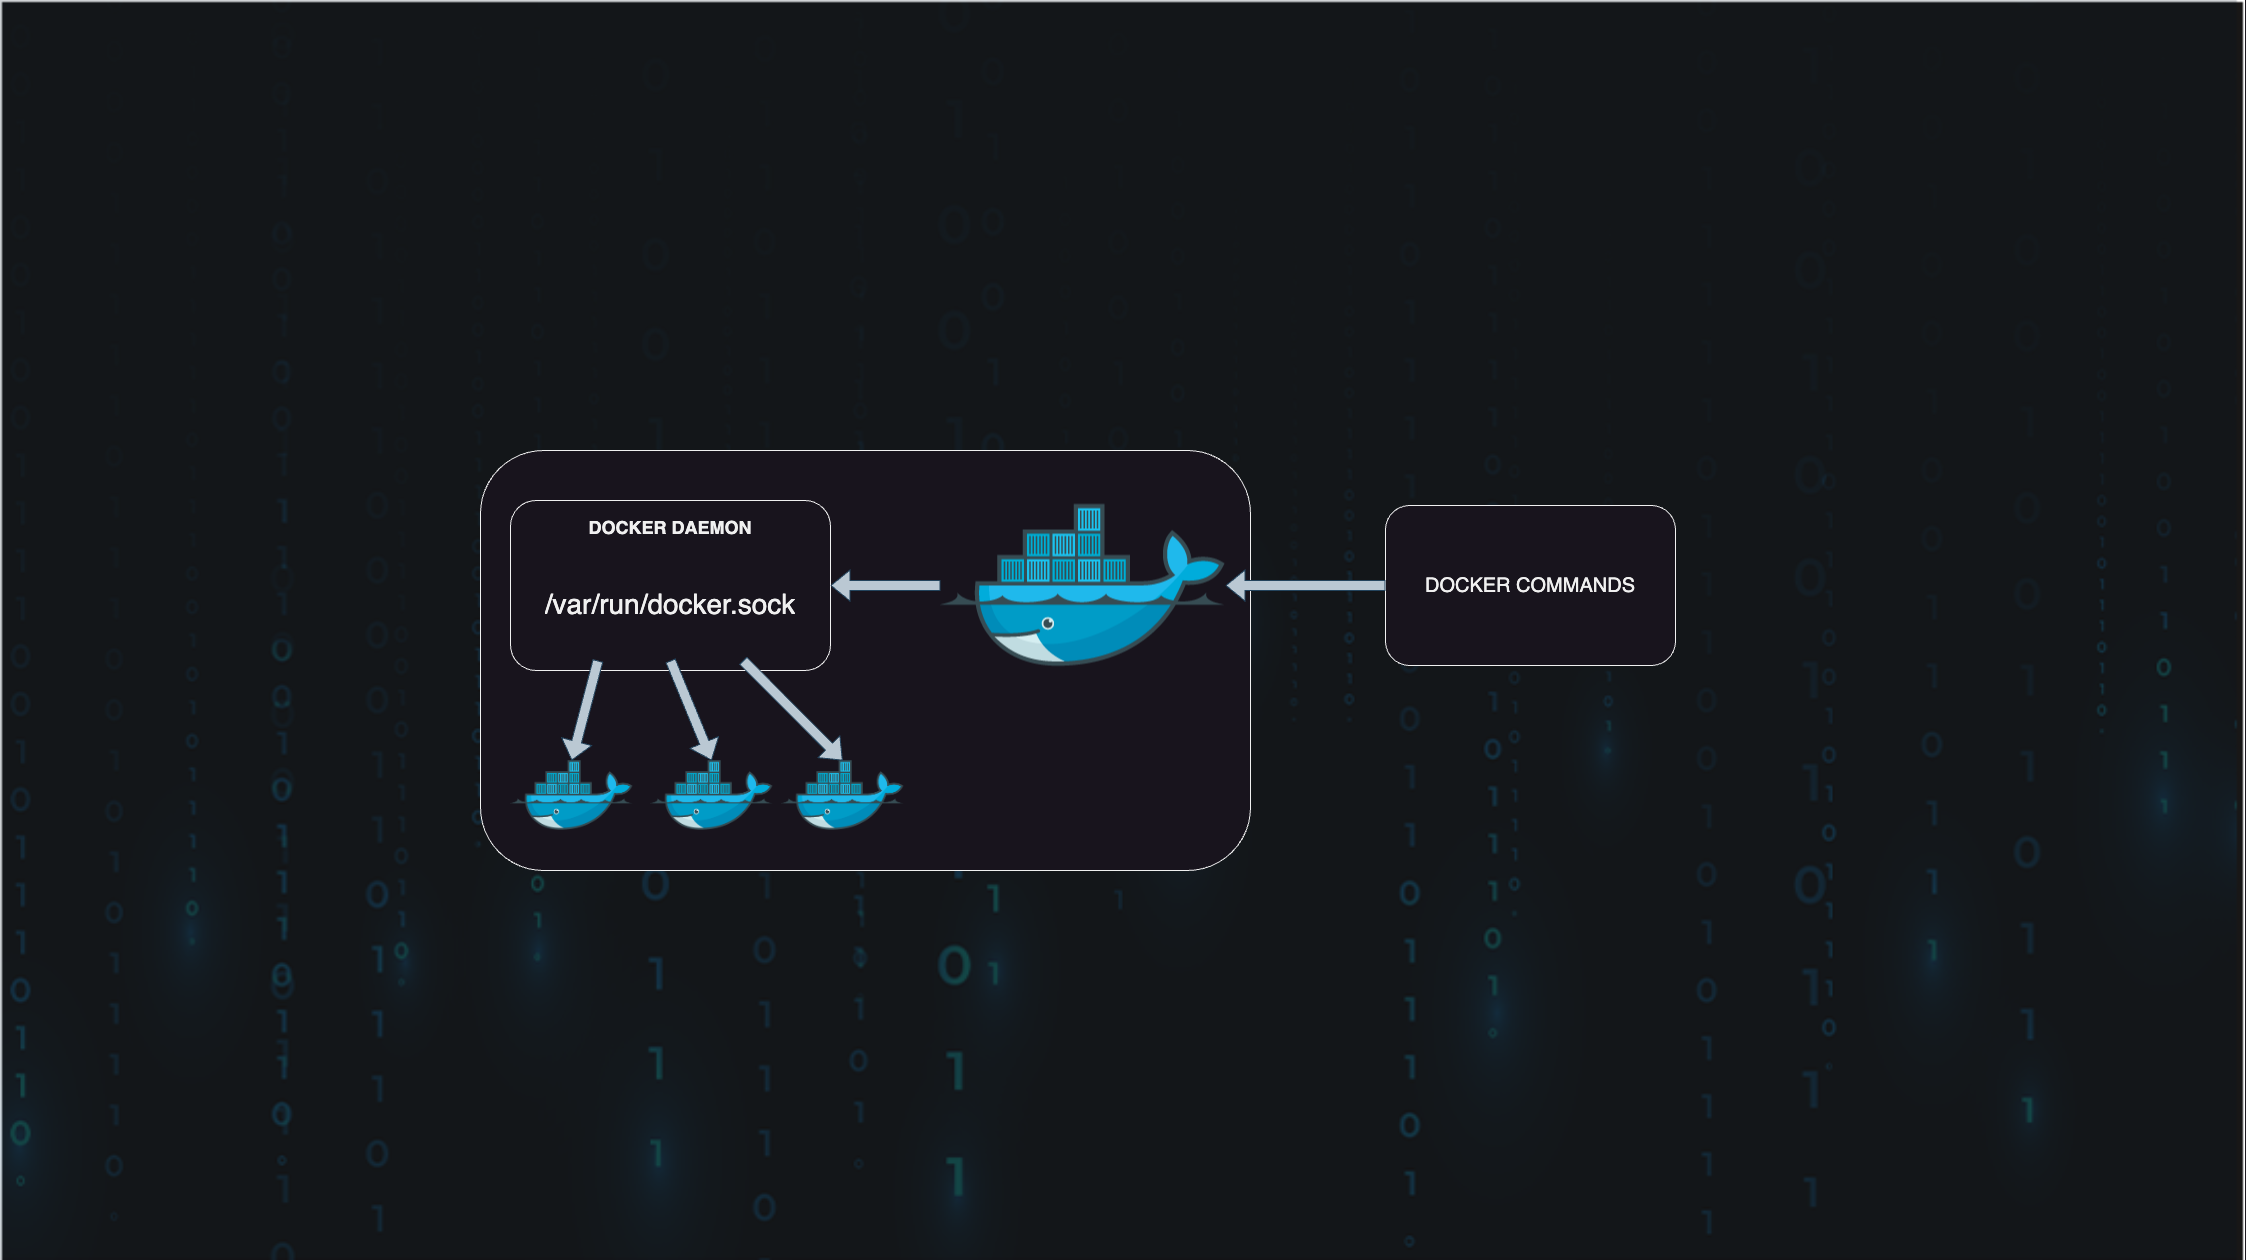 DOCKER DAEMON
/var/run/docker.sock
DOCKER COMMANDS